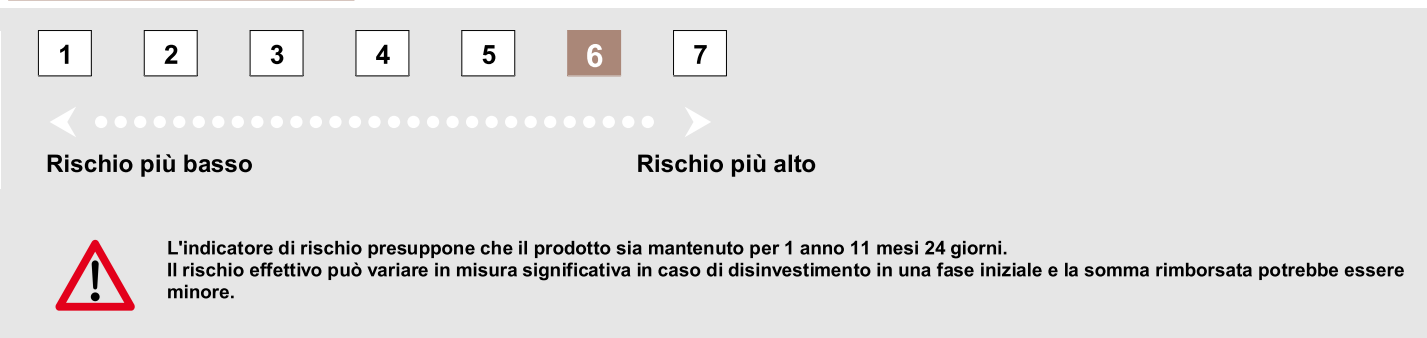 1 2 3 4 5 6 7
Rischio più basso Rischio più alto
L'indicatore di rischio presuppone che il prodotto sia mantenuto per 1 anno 11 mesi 24 giorni.
Il rischio effettivo può variare in misura significativa in caso di disinvestimento in una fase iniziale e la somma rimborsata potrebbe essere
minore.